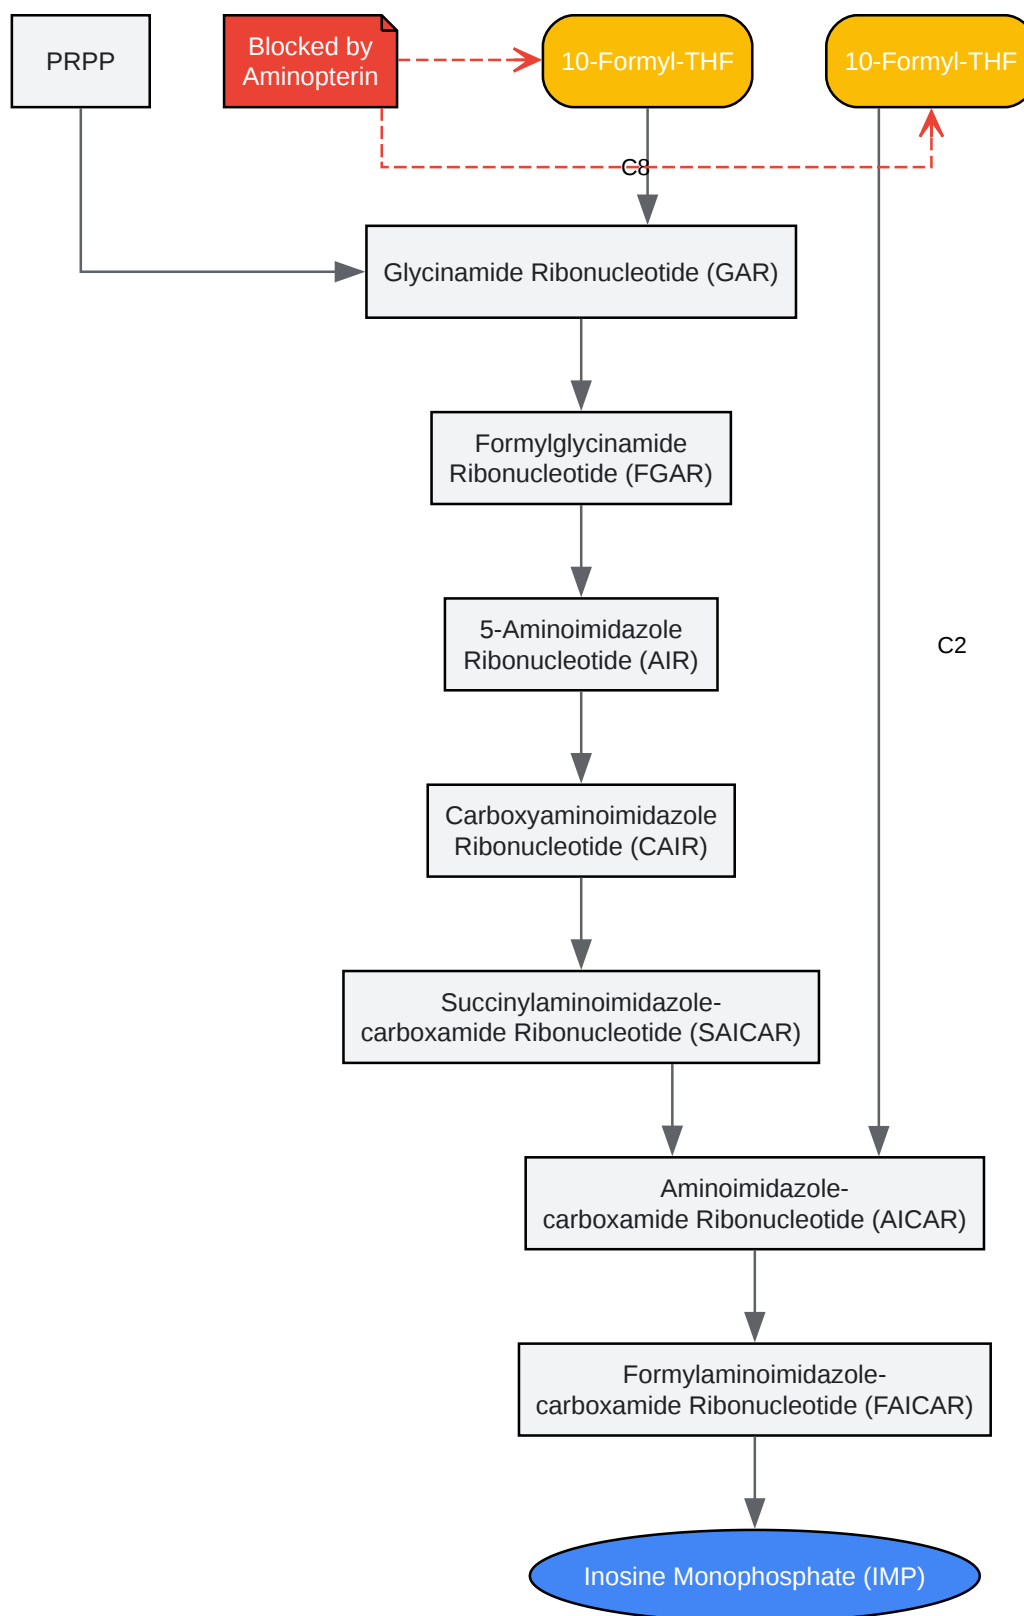 PRPP
Blocked by
Aminopterin
10-Formyl-THF
10-Formyl-THF
C8
Glycinamide Ribonucleotide (GAR)
Formylglycinamide
Ribonucleotide (FGAR)
5-Aminoimidazole
Ribonucleotide (AIR)
C2
Carboxyaminoimidazole
Ribonucleotide (CAIR)
Succinylaminoimidazole-
carboxamide Ribonucleotide (SAICAR)
Aminoimidazole-
carboxamide Ribonucleotide (AICAR)
Formylaminoimidazole-
carboxamide Ribonucleotide (FAICAR)
Inosine Monophosphate (IMP)